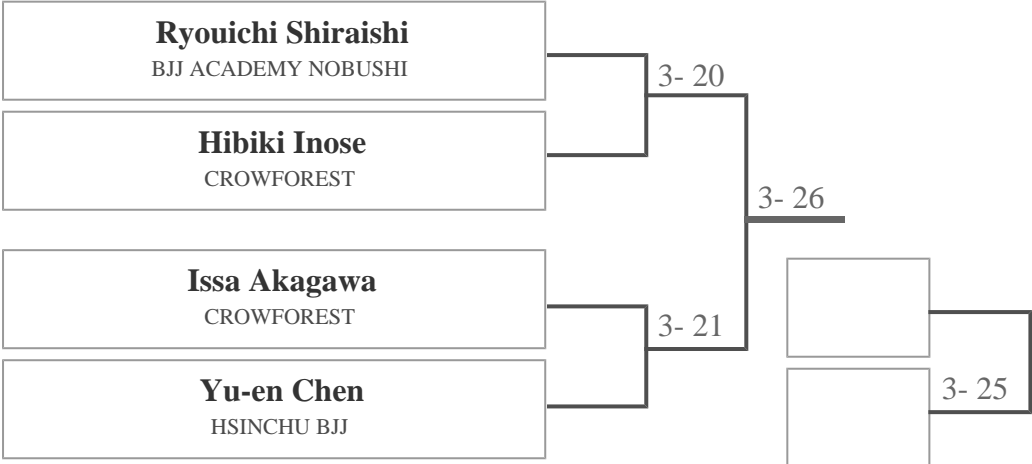 Ryouichi Shiraishi
BJJ ACADEMY NOBUSHI
3- 20
Hibiki Inose
CROWFOREST
3- 26
Issa Akagawa
CROWFOREST
3- 21
Yu-en Chen
HSINCHU BJJ
3- 25